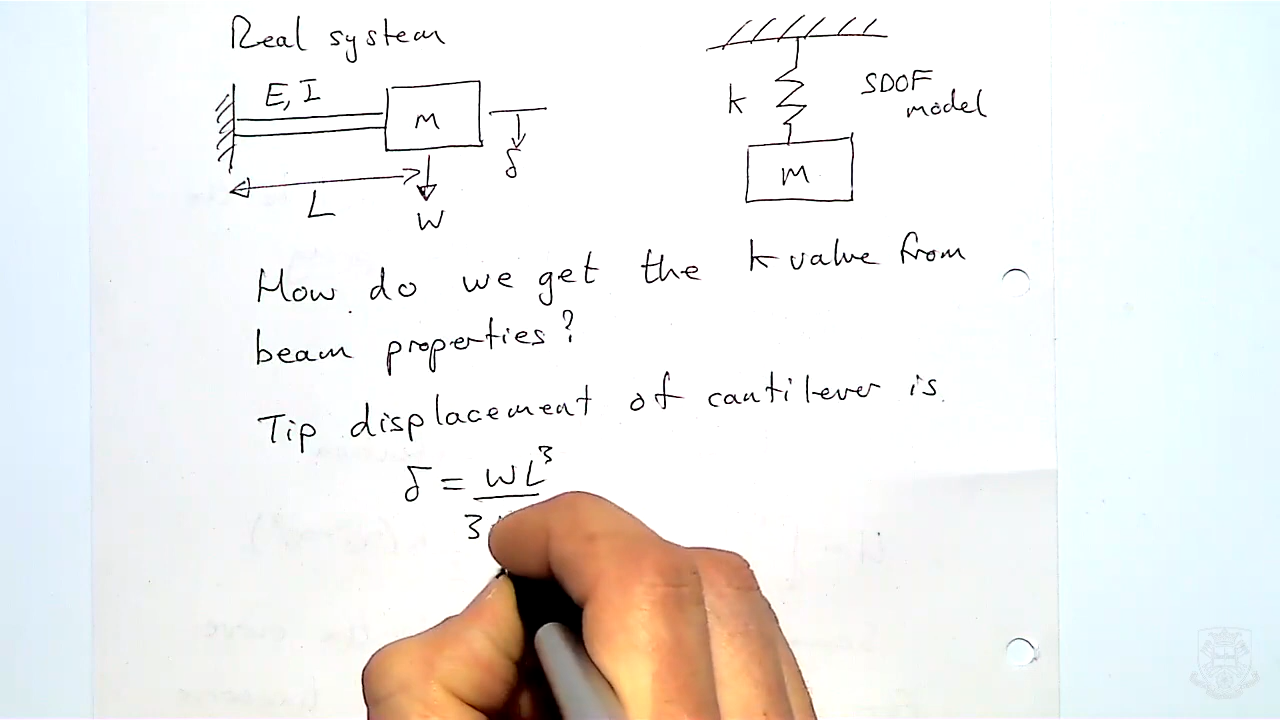 Real system
E, I
M
δ
L
W
k
SDOF
model
M
How do we get the k value from
beam properties?
Tip displacement of cantilever is
δ = WL³
3